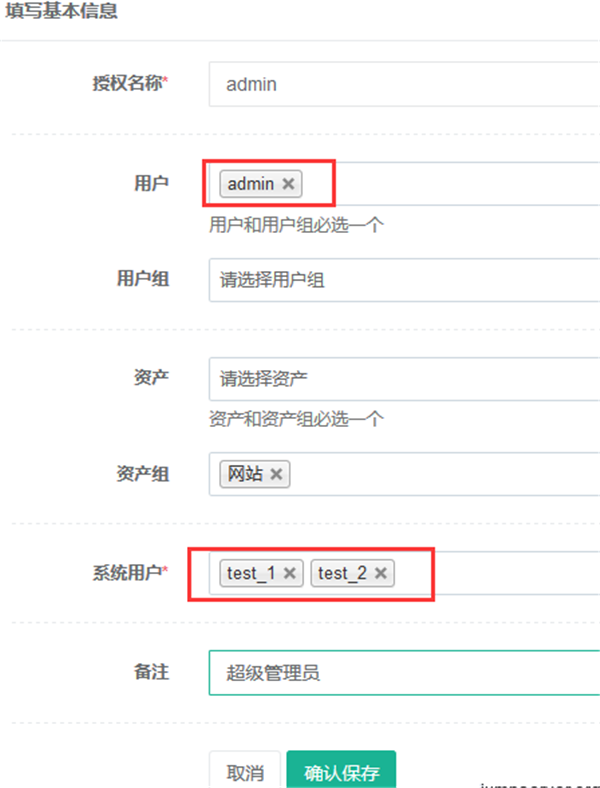 填写基本信息
授权名称* admin
用户 admin ×
用户和用户组必选一个
用户组 请选择用户组
资产 请选择资产
资产和资产组必选一个
资产组 网站 ×
系统用户* test_1 × test_2 ×
备注 超级管理员
取消 确认保存